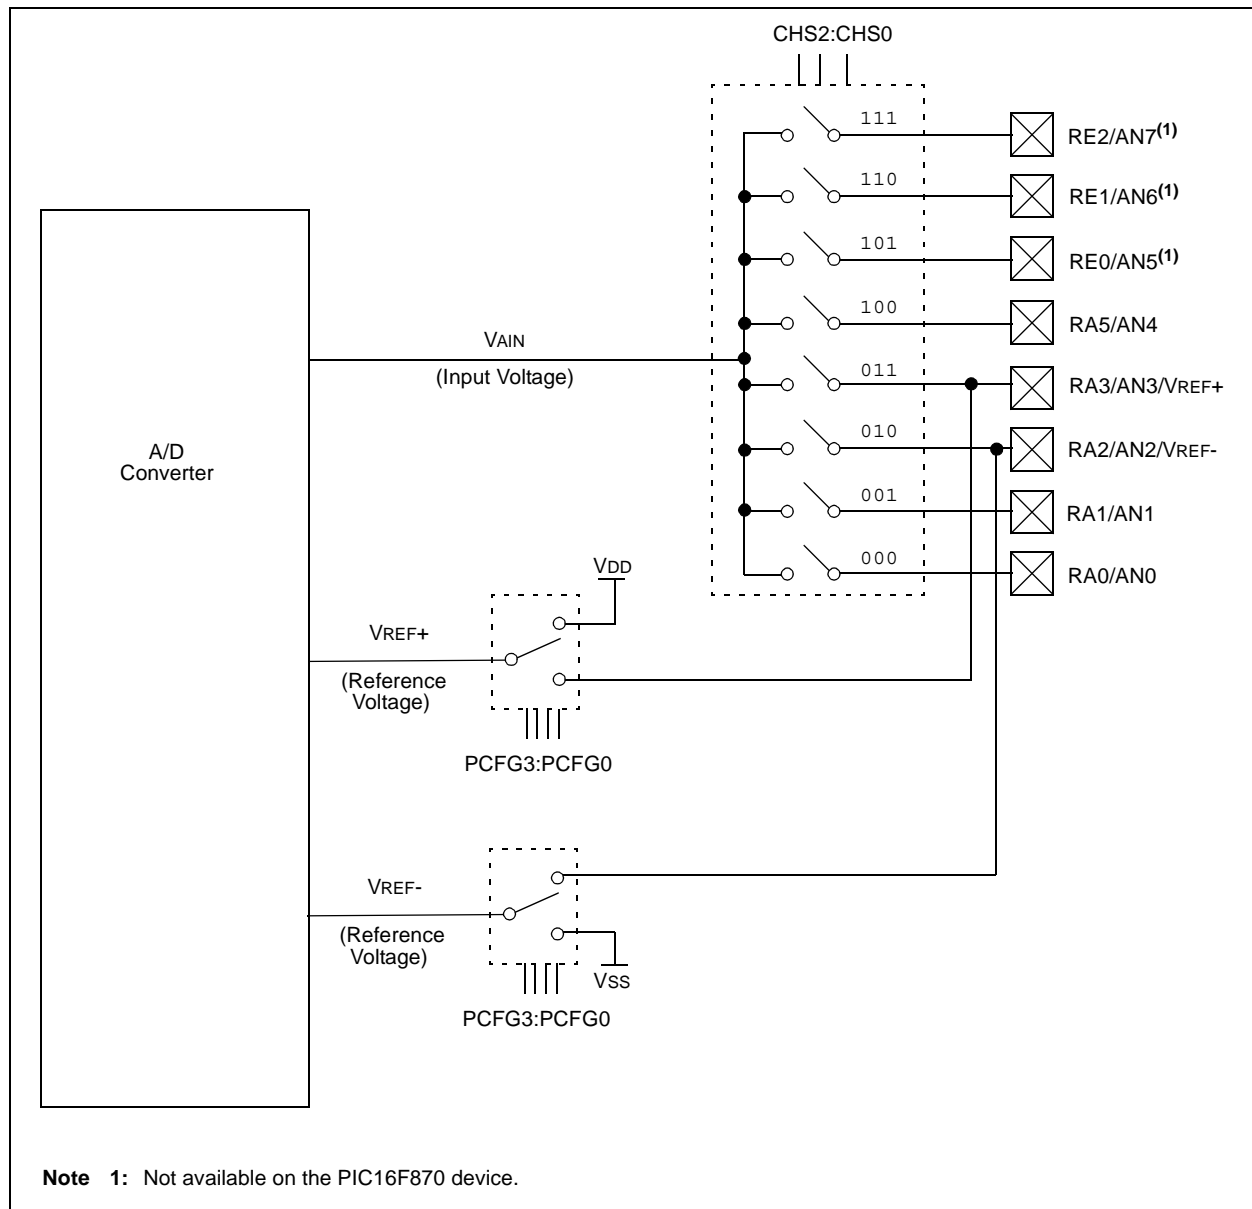 CHS2:CHS0
111
RE2/AN7(1)
110
RE1/AN6(1)
101
RE0/AN5(1)
100
RA5/AN4
VAIN
(Input Voltage)
011
RA3/AN3/VREF+
010
RA2/AN2/VREF-
A/D
Converter
001
RA1/AN1
000
RA0/AN0
VDD
VREF+
(Reference
Voltage)
PCFG3:PCFG0
VREF-
(Reference
Voltage)
VSS
PCFG3:PCFG0
Note 1: Not available on the PIC16F870 device.